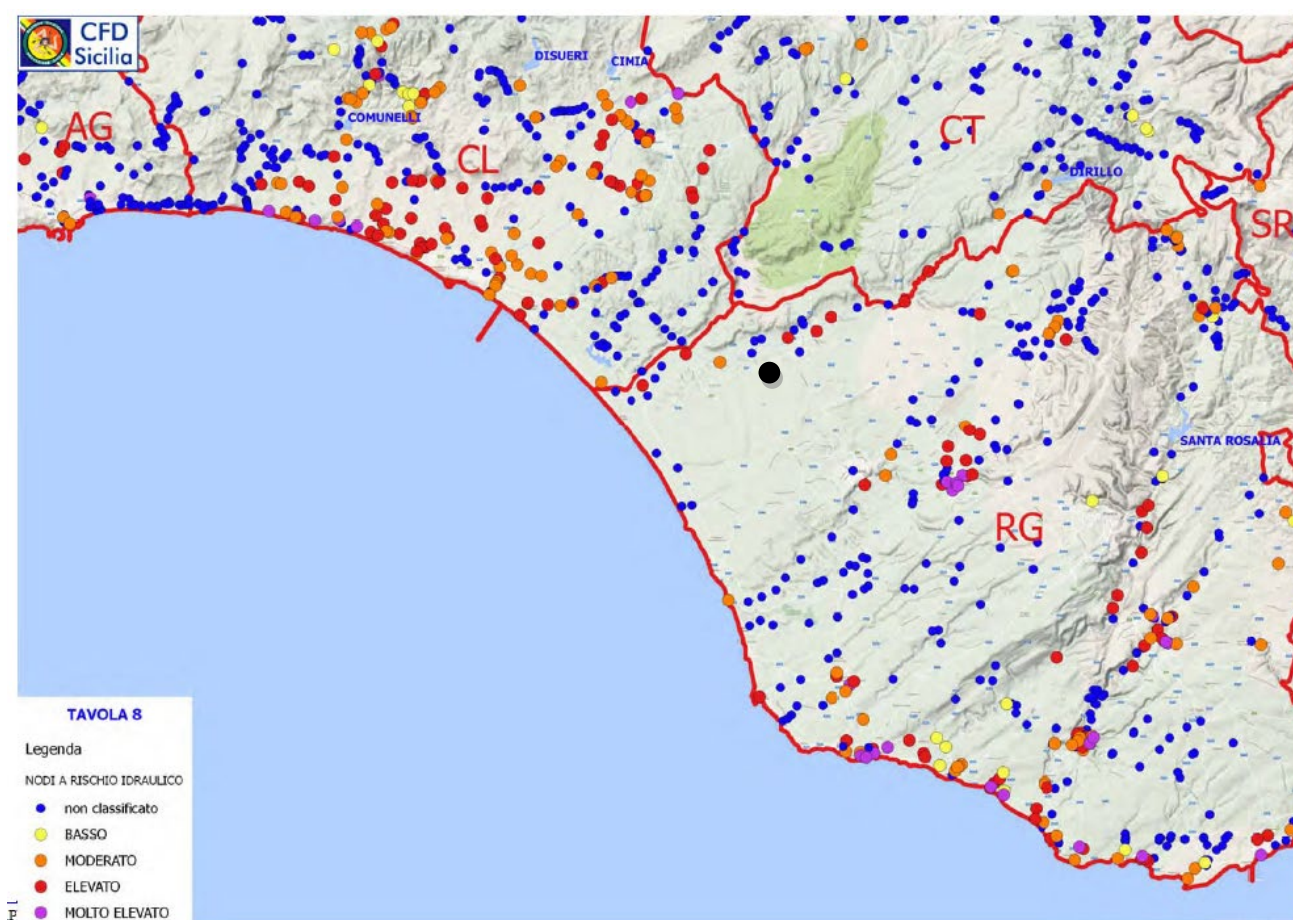 CFD
Sicilia
DISUERI
CIMIA
COMUNELLI
AG
CL
CT
DIRILLO
SR
SANTA ROSALIA
RG
TAVOLA 8
Legenda
NODI A RISCHIO IDRAULICO
non classificato
BASSO
MODERATO
ELEVATO
MOLTO ELEVATO